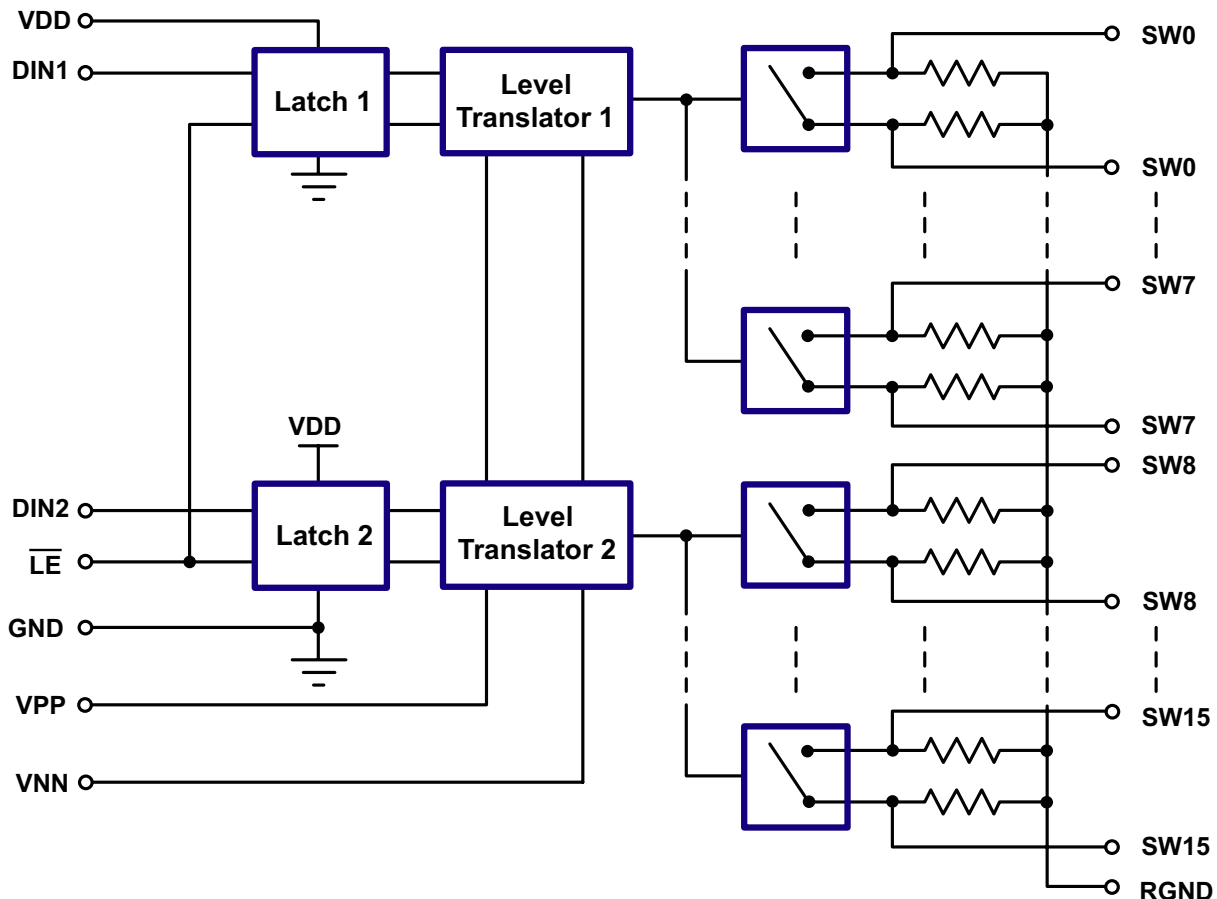 VDD
DIN1
Latch 1
Level
Translator 1
SW0
SW0
SW7
SW7
VDD
DIN2
LE
Latch 2
Level
Translator 2
SW8
SW8
GND
VPP
VNN
SW15
SW15
RGND